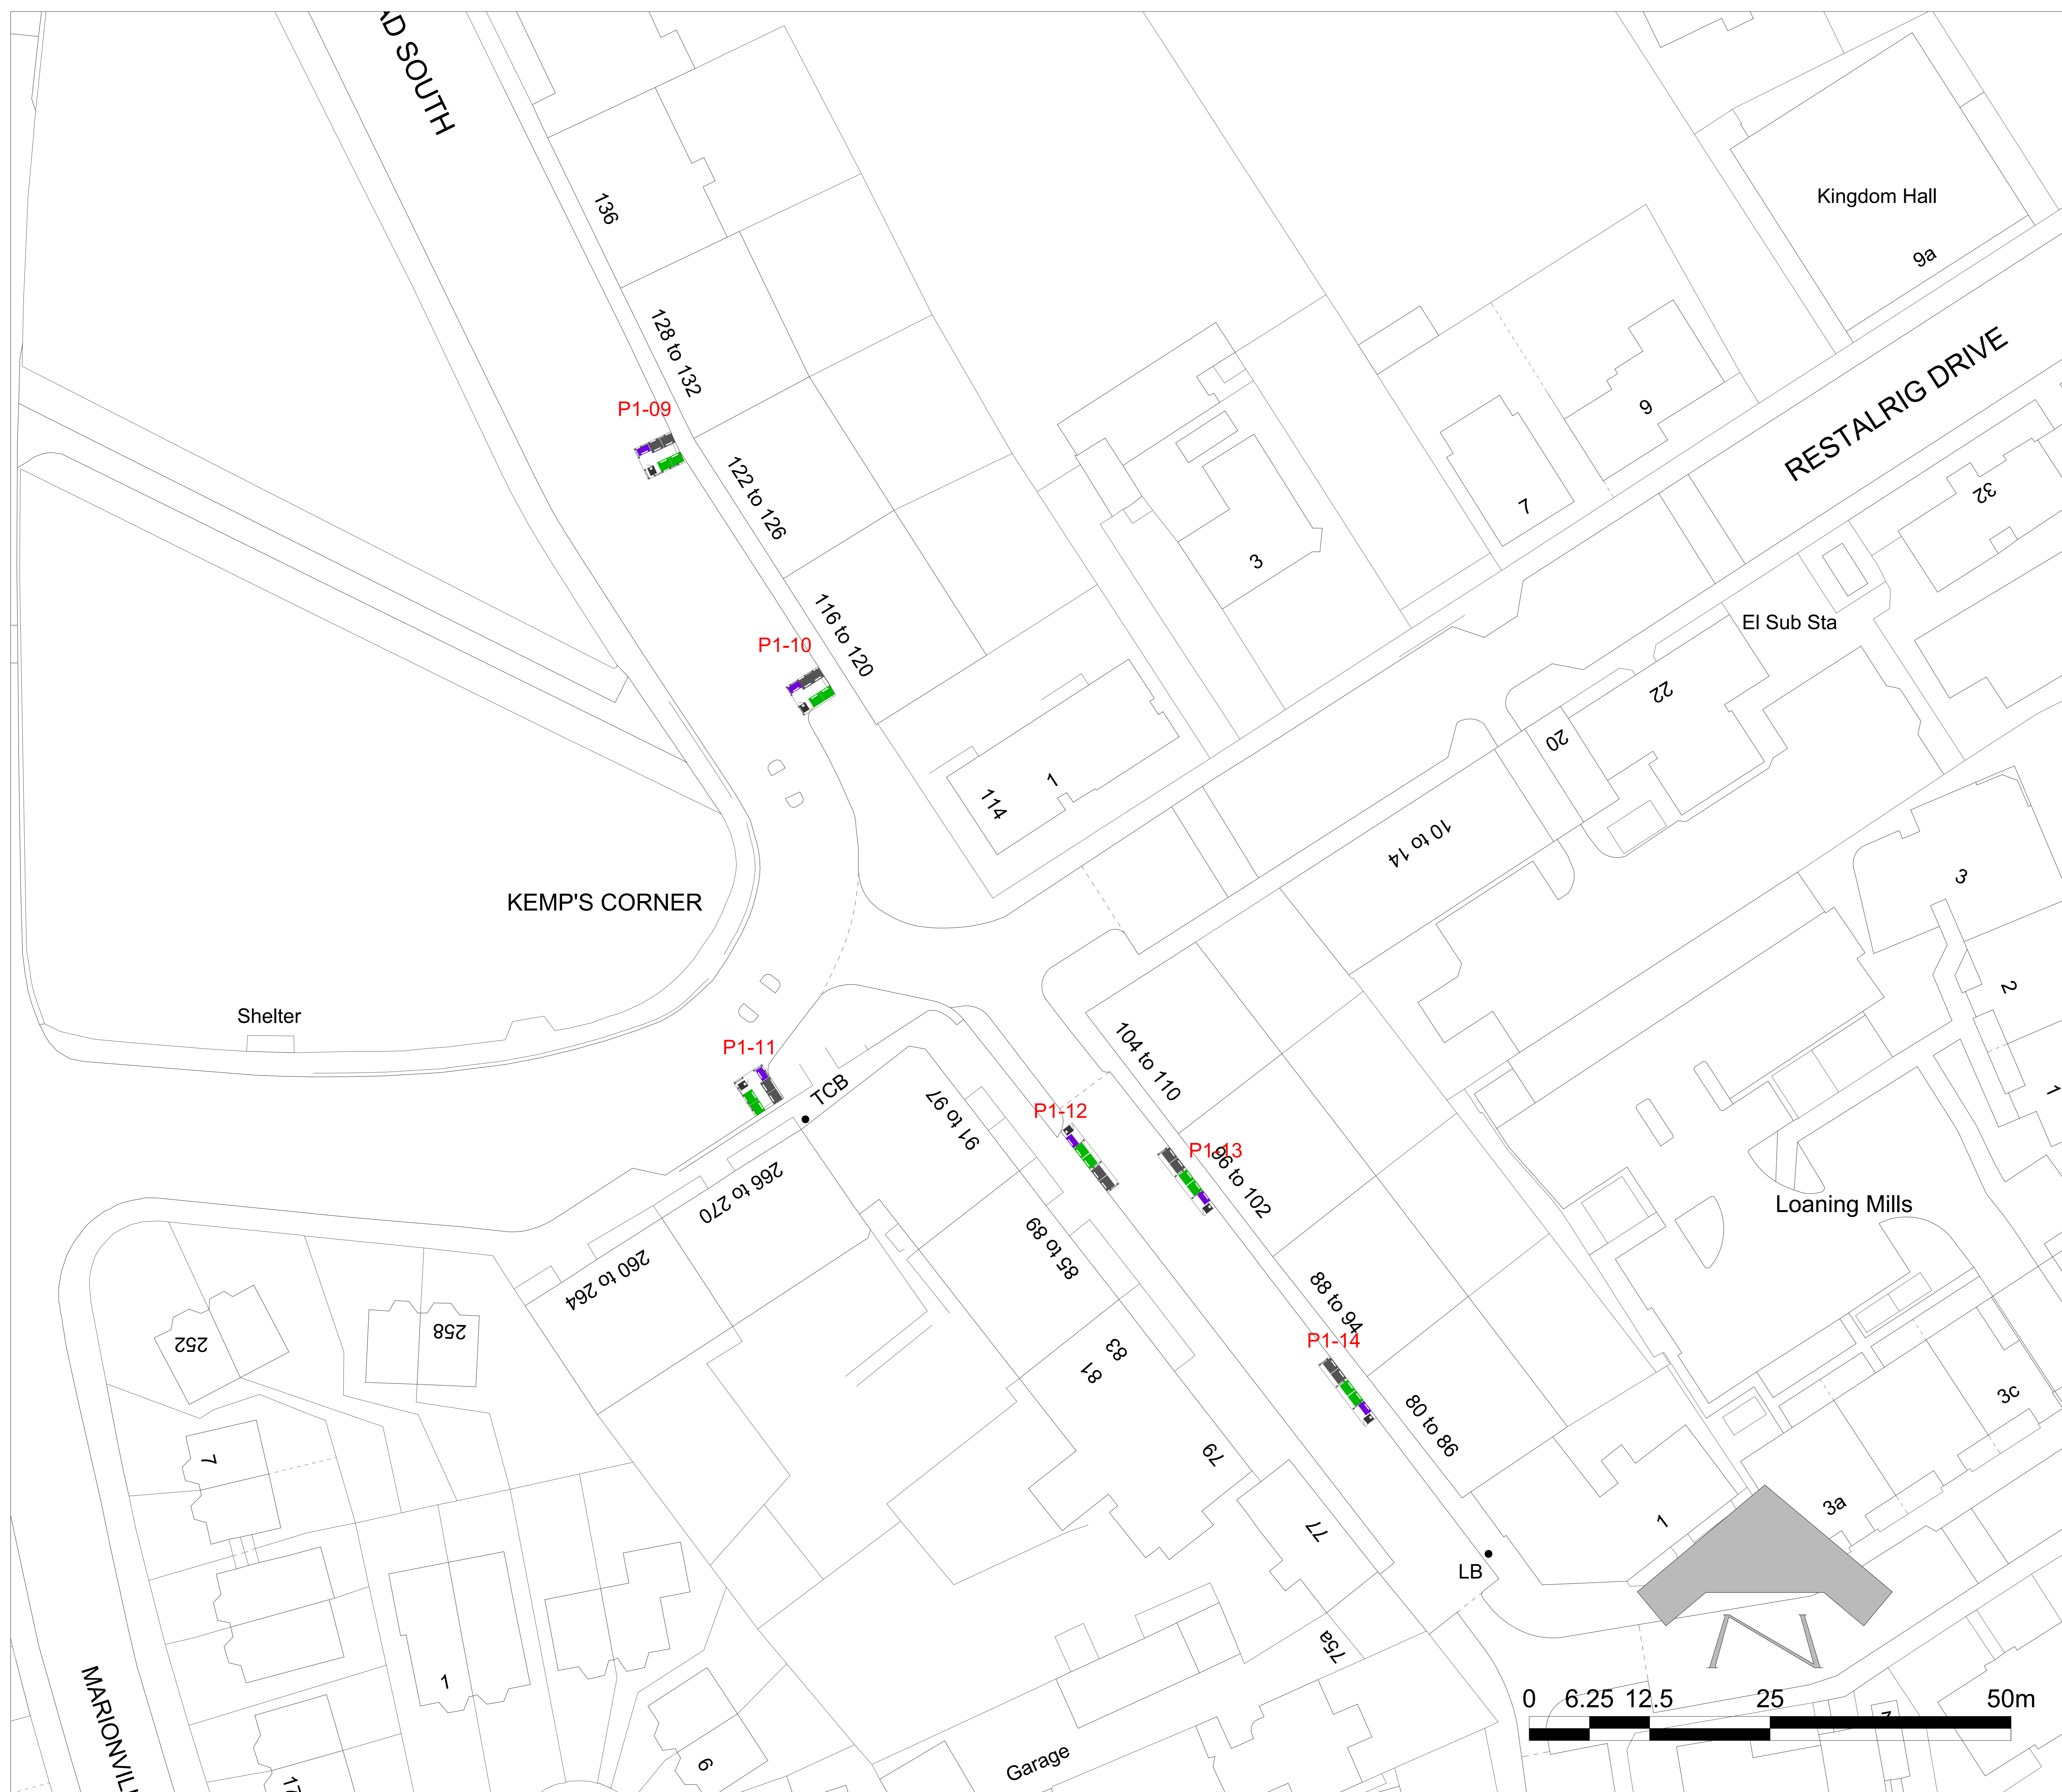 AD SOUTH
136
Kingdom Hall
9a
128 to 132
P1-09
RESTALRIG DRIVE
9
122 to 126
7
32
3
116 to 120
El Sub Sta
P1-10
22
20
114
1
10 to 14
3
KEMP'S CORNER
2
Shelter
P1-11
104 to 110
TCB
1
91 to 97
P1-12
P1-13
96 to 102
266 to 270
Loaning Mills
85 to 89
260 to 264
88 to 94
252
258
P1-14
83
81
3c
80 to 86
7
79
3a
1
77
LB
75a
1
MARIONVIL
0 6.25 12.5 25 50m
6
Garage
17